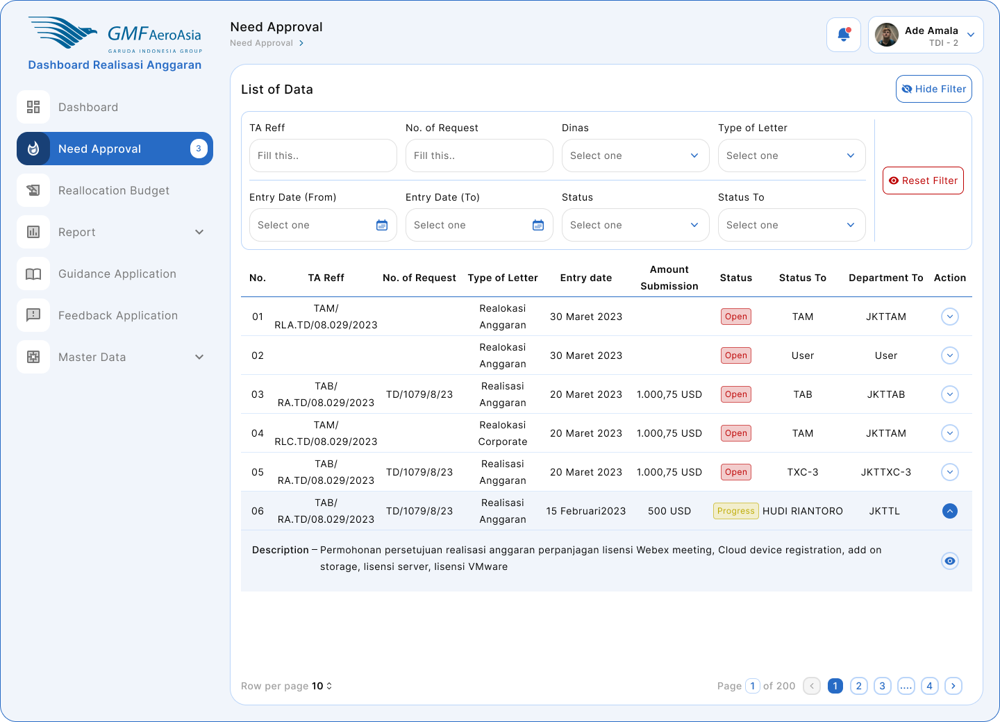 GMF AeroAsia
GARUDA INDONESIA GROUP
Dashboard Realisasi Anggaran
Dashboard
Need Approval
3
Reallocation Budget
Report
Guidance Application
Feedback Application
Master Data
Need Approval
Need Approval
Ade Amala
TDI - 2
List of Data
Hide Filter
TA Reff No. of Request Dinas Type of Letter
Fill this.. Fill this.. Select one Select one
Reset Filter
Entry Date (From) Entry Date (To) Status Status To
Select one Select one Select one Select one
No. TA Reff No. of Request Type of Letter Entry date Amount Submission Status Status To Department To Action
01 TAM/ RLA.TD/08.029/2023 Realokasi Anggaran 30 Maret 2023 Open TAM JKTTAM
02 Realokasi Anggaran 30 Maret 2023 Open User User
03 TAB/ RA.TD/08.029/2023 TD/1079/8/23 Realisasi Anggaran 20 Maret 2023 1.000,75 USD Open TAB JKTTAB
04 TAM/ RLC.TD/08.029/2023 Realokasi Corporate 20 Maret 2023 1.000,75 USD Open TAM JKTTAM
05 TAB/ RA.TD/08.029/2023 TD/1079/8/23 Realisasi Anggaran 20 Maret 2023 1.000,75 USD Open TXC-3 JKTTXC-3
06 TAB/ RA.TD/08.029/2023 TD/1079/8/23 Realisasi Anggaran 15 Februari2023 500 USD Progress HUDI RIANTORO JKTTL
Description – Permohonan persetujuan realisasi anggaran perpanjagan lisensi Webex meeting, Cloud device registration, add on
storage, lisensi server, lisensi VMware
Row per page 10
Page 1 of 200 < 1 2 3 .... 4 >